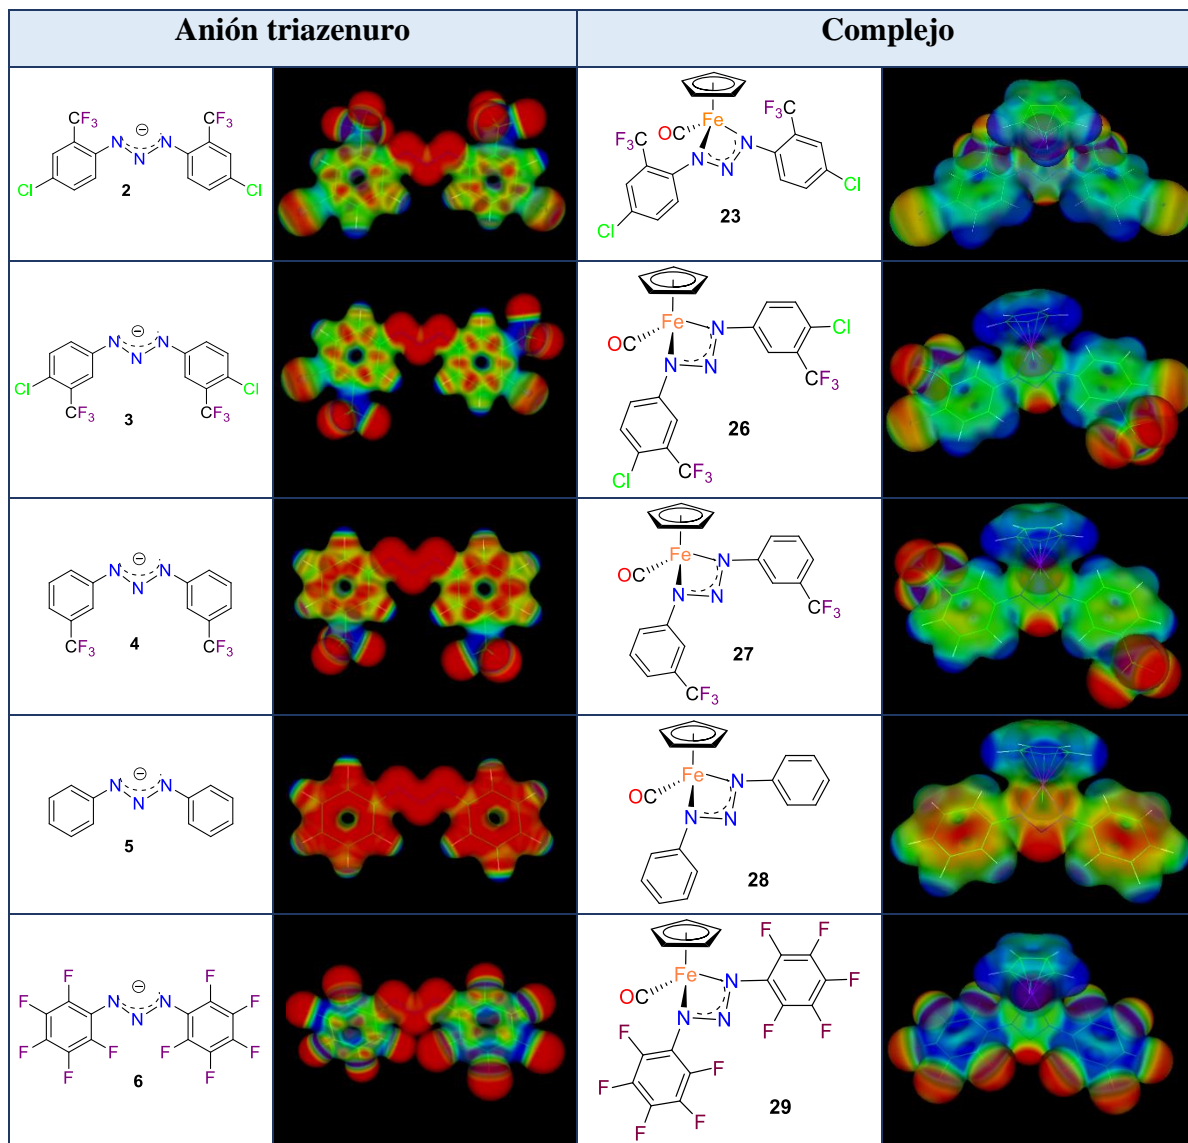 Anión triazenuro Complejo
CF3 ⊖ CF3
N N N
Cl Cl
2
Fe F3C
OC
F3C N N N
Cl
Cl
23
⊖
N N N
Cl Cl
CF3 CF3
3
Fe N Cl
OC
N N CF3
Cl CF3
26
⊖
N N N
CF3 CF3
4
Fe N
OC
N N CF3
CF3
27
⊖
N N N
5
Fe N
OC
N N
28
F ⊖ F
F N N N F
F F F F
F F
6
F F
Fe N F
OC
F N N F F
F
F F
F
29